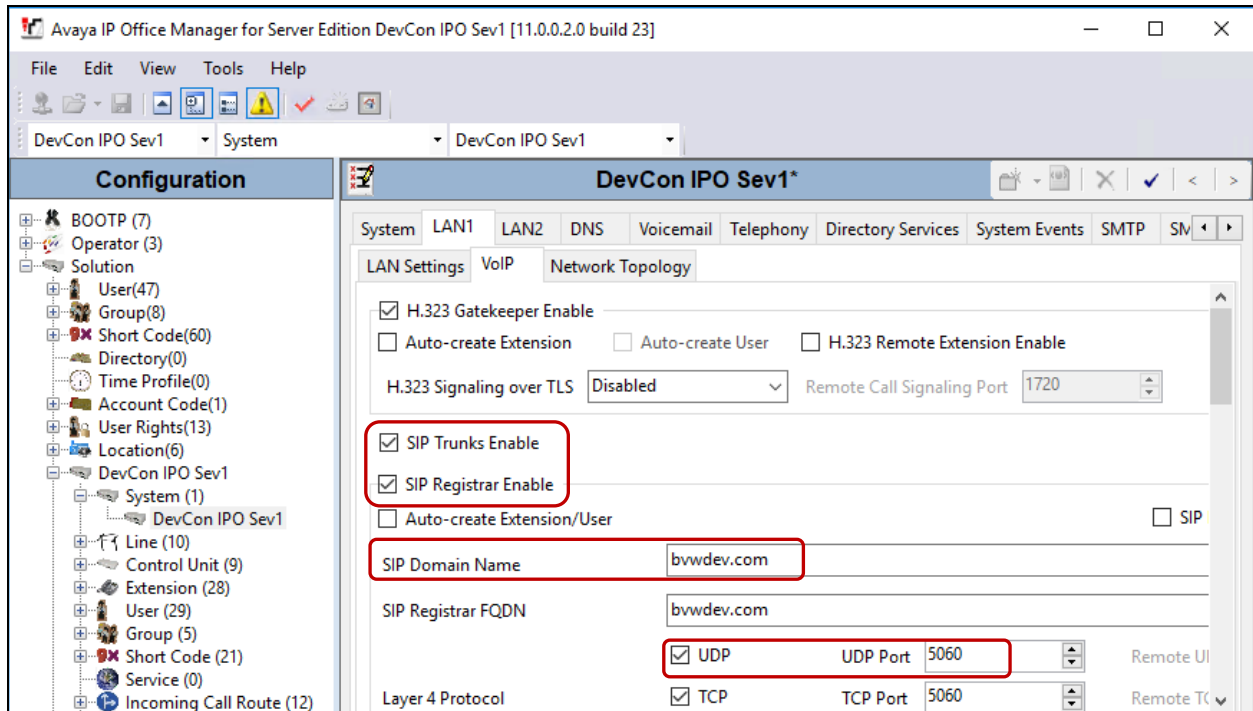 Avaya IP Office Manager for Server Edition DevCon IPO Sev1 [11.0.0.2.0 build 23]
File Edit View Tools Help
DevCon IPO Sev1 System DevCon IPO Sev1
Configuration
BOOTP (7)
Operator (3)
Solution
User(47)
Group(8)
Short Code(60)
Directory(0)
Time Profile(0)
Account Code(1)
User Rights(13)
Location(6)
DevCon IPO Sev1
System (1)
DevCon IPO Sev1
Line (10)
Control Unit (9)
Extension (28)
User (29)
Group (5)
Short Code (21)
Service (0)
Incoming Call Route (12)
DevCon IPO Sev1*
System LAN1 LAN2 DNS Voicemail Telephony Directory Services System Events SMTP
LAN Settings VoIP Network Topology
H.323 Gatekeeper Enable
Auto-create Extension Auto-create User H.323 Remote Extension Enable
H.323 Signaling over TLS Disabled Remote Call Signaling Port 1720
SIP Trunks Enable
SIP Registrar Enable
Auto-create Extension/User SIP
SIP Domain Name bvwdev.com
SIP Registrar FQDN bvwdev.com
UDP UDP Port 5060 Remote
Layer 4 Protocol TCP TCP Port 5060 Remote